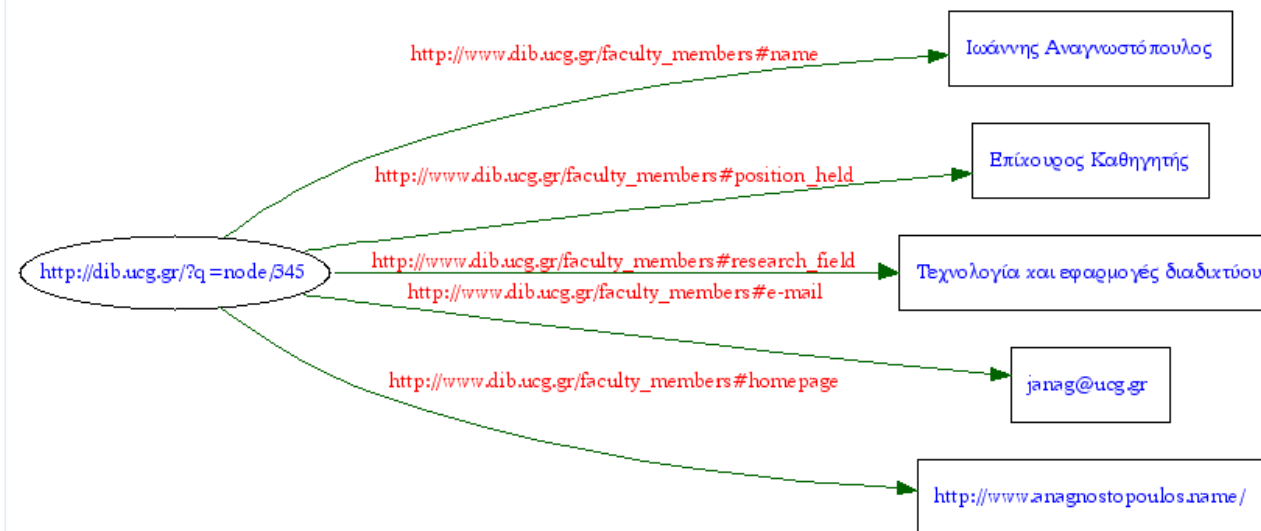 http://www.dib.ucg.gr/faculty_members#name
Ιωάννης Αναγνωστόπουλος
http://www.dib.ucg.gr/faculty_members#position_held
Επίκουρος Καθηγητής
http://dib.ucg.gr/?q=node/345
http://www.dib.ucg.gr/faculty_members#research_field
Τεχνολογία και εφαρμογές διαδικτύου
http://www.dib.ucg.gr/faculty_members#e-mail
janag@ucg.gr
http://www.dib.ucg.gr/faculty_members#homepage
http://www.anagnostopoulos.name/